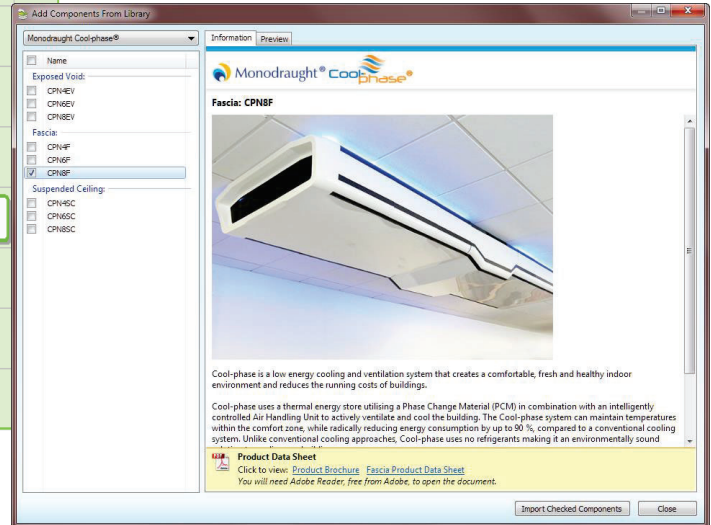 Add Components From Library
Monodraught Cool-phase®
Name
Exposed Void:
CPN4EV
CPN6EV
CPN8EV
Fascia:
CPN4F
CPN6F
CPN8F
Suspended Ceiling:
CPN4SC
CPN6SC
CPN8SC
Information Preview
Monodraught® Cool-phase®
Fascia: CPN8F
Cool-phase is a low energy cooling and ventilation system that creates a comfortable, fresh and healthy indoor
environment and reduces the running costs of buildings.
Cool-phase uses a thermal energy store utilising a Phase Change Material (PCM) in combination with an intelligently
controlled Air Handling Unit to actively ventilate and cool the building. The Cool-phase system can maintain temperatures
within the comfort zone, while radically reducing energy consumption by up to 90 %, compared to a conventional cooling
system. Unlike conventional cooling approaches, Cool-phase uses no refrigerants making it an environmentally sound
Product Data Sheet
Click to view: Product Brochure Fascia Product Data Sheet
You will need Adobe Reader, free from Adobe, to open the document.
Import Checked Components Close